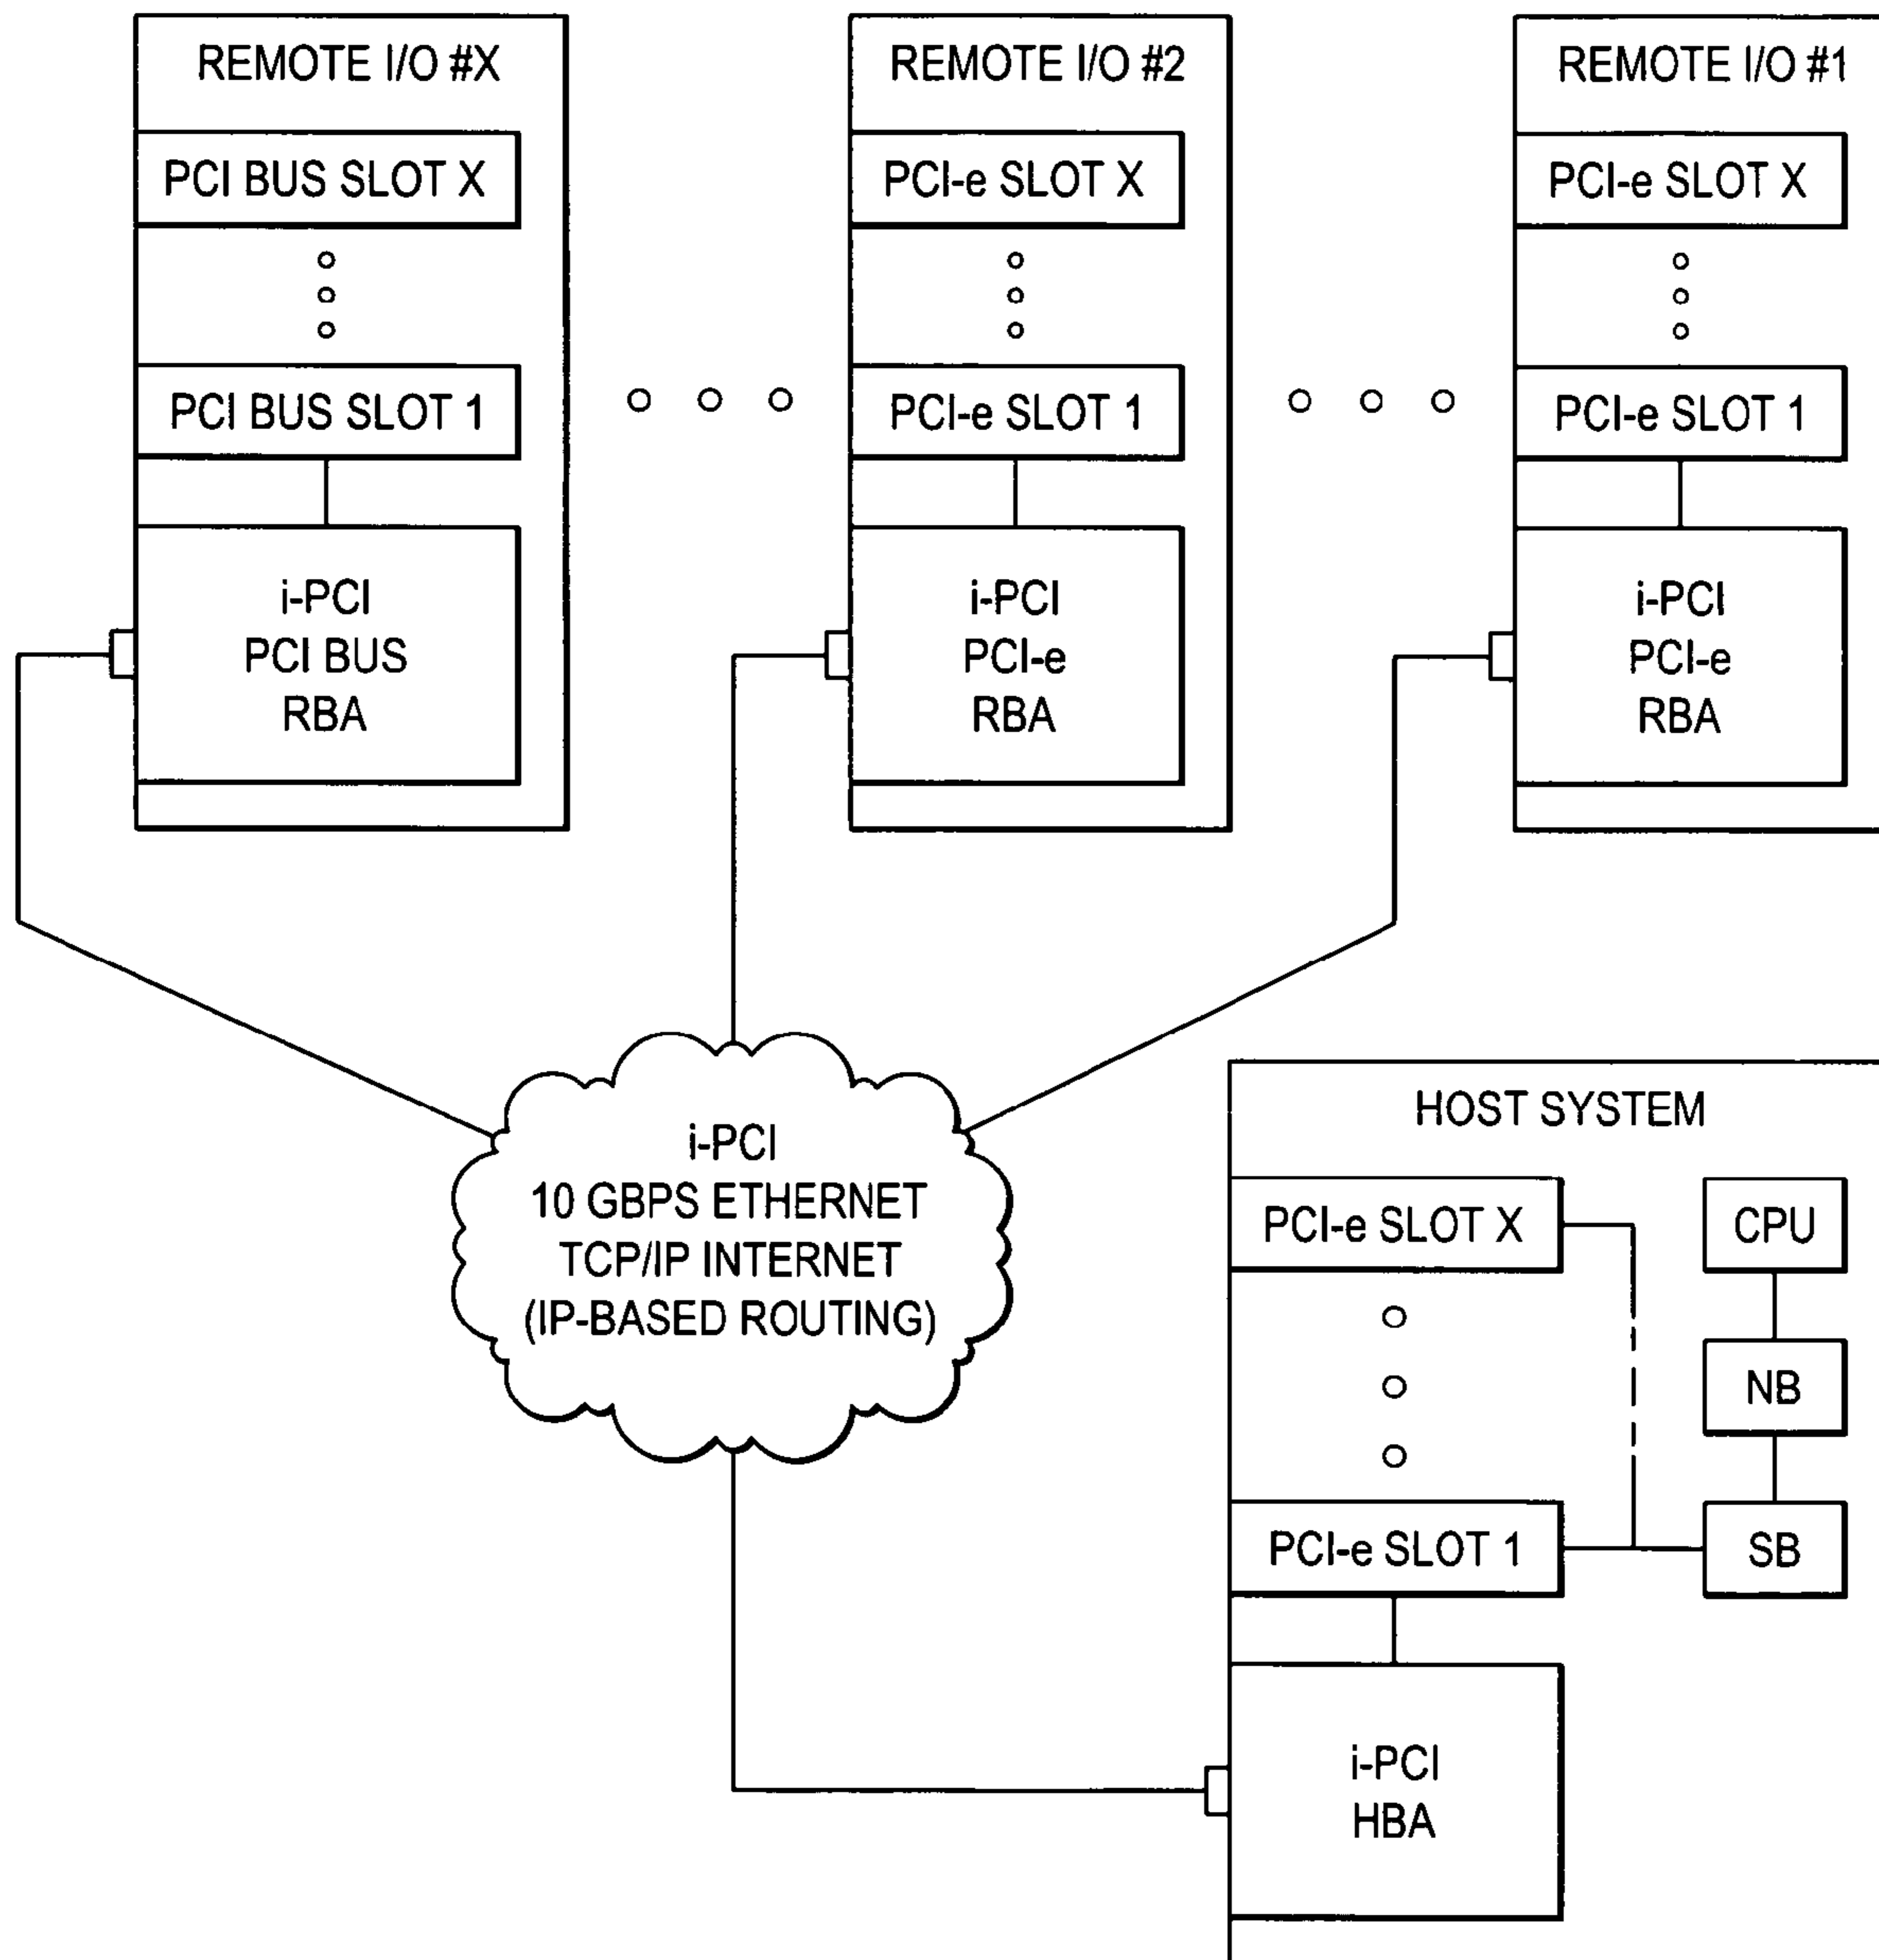 REMOTE I/O #X
PCI BUS SLOT X
PCI BUS SLOT 1
i-PCI
PCI BUS
RBA
REMOTE I/O #2
PCI-e SLOT X
PCI-e SLOT 1
i-PCI
PCI-e
RBA
REMOTE I/O #1
PCI-e SLOT X
PCI-e SLOT 1
i-PCI
PCI-e
RBA
i-PCI
10 GBPS ETHERNET
TCP/IP INTERNET
(IP-BASED ROUTING)
HOST SYSTEM
PCI-e SLOT X
PCI-e SLOT 1
CPU
NB
SB
i-PCI
HBA